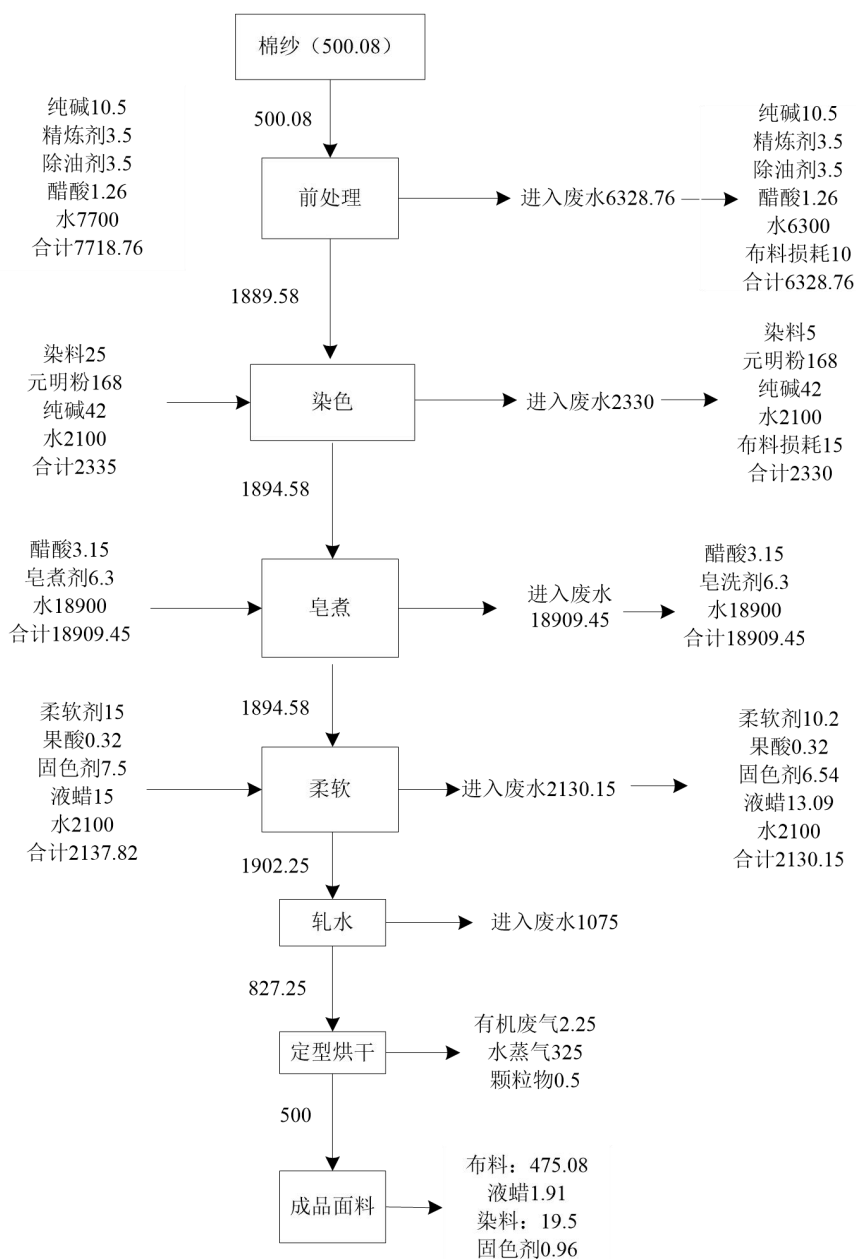 棉纱（500.08）
500.08
纯碱10.5
精炼剂3.5
除油剂3.5
醋酸1.26
水7700
合计7718.76
前处理
进入废水6328.76
纯碱10.5
精炼剂3.5
除油剂3.5
醋酸1.26
水6300
布料损耗10
合计6328.76
1889.58
染料25
元明粉168
纯碱42
水2100
合计2335
染色
进入废水2330
染料5
元明粉168
纯碱42
水2100
布料损耗15
合计2330
1894.58
醋酸3.15
皂煮剂6.3
水18900
合计18909.45
皂煮
进入废水
18909.45
醋酸3.15
皂洗剂6.3
水18900
合计18909.45
1894.58
柔软剂15
果酸0.32
固色剂7.5
液蜡15
水2100
合计2137.82
柔软
进入废水2130.15
柔软剂10.2
果酸0.32
固色剂6.54
液蜡13.09
水2100
合计2130.15
1902.25
轧水
进入废水1075
827.25
定型烘干
有机废气2.25
水蒸气325
颗粒物0.5
500
成品面料
布料：475.08
液蜡1.91
染料：19.5
固色剂0.96